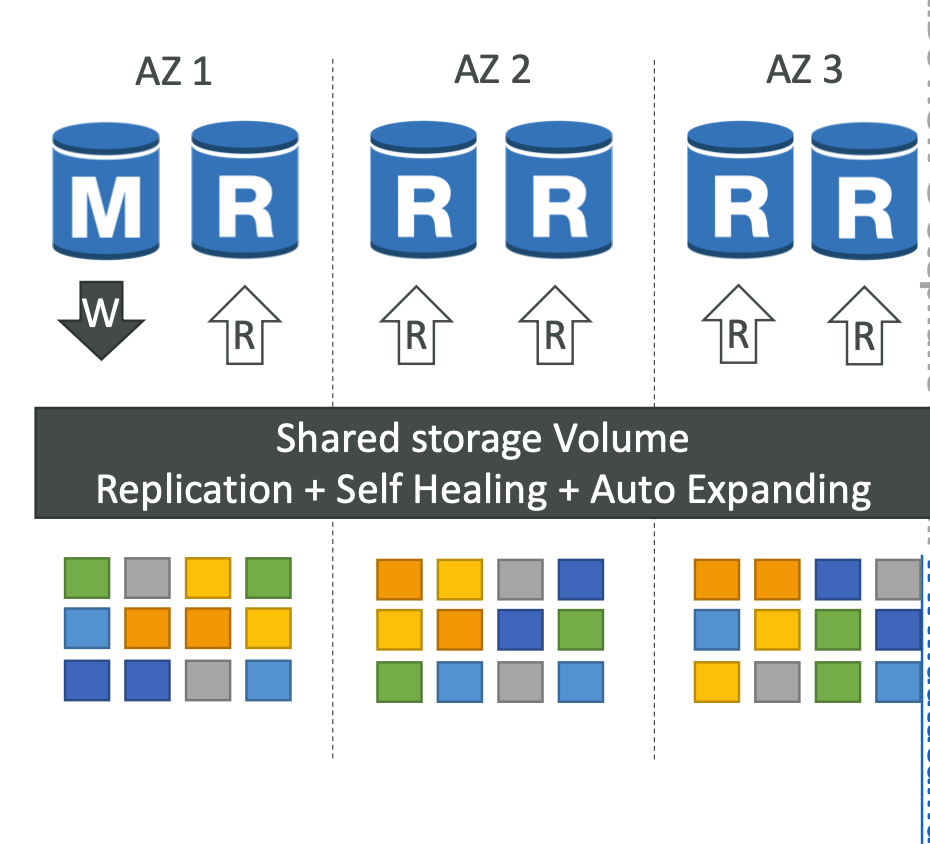 AZ 1
AZ 2
AZ 3
M
R
R
R
R
R
W
R
R
R
R
R
Shared storage Volume
Replication + Self Healing + Auto Expanding